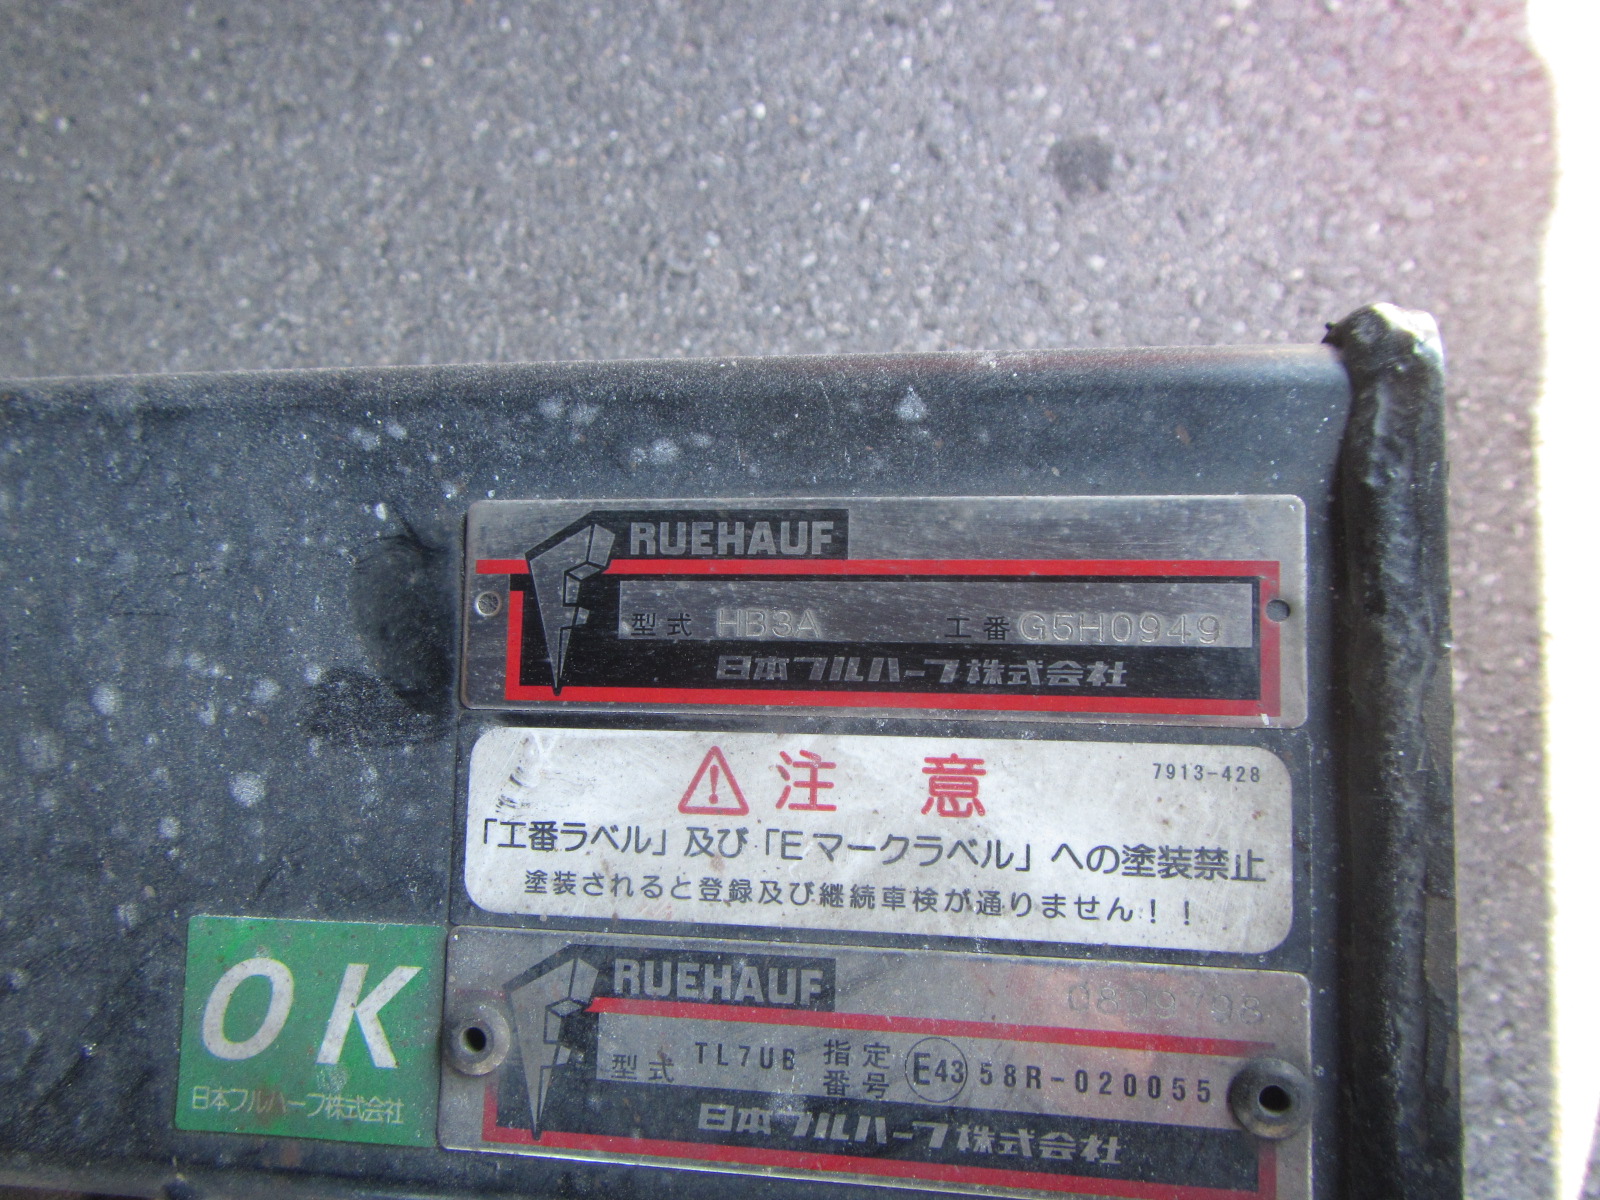 FRUEHAUF
型式 HB3A 工番 G5H0949
日本フルハーフ株式会社
⚠ 注意 7913-428
「工番ラベル」及び「Eマークラベル」への塗装禁止
塗装されると登録及び継続車検が通りません！！
OK
日本フルハーフ株式会社
FRUEHAUF
0809798
型式 TL7UB 指定番号 E43 58R-020055
日本フルハーフ株式会社